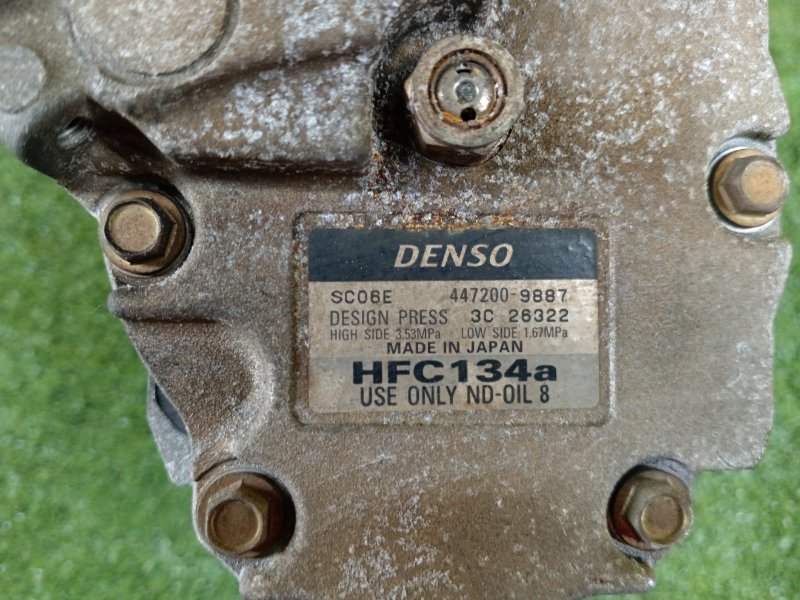 DENSO
SC06E 447200-9887
DESIGN PRESS 3C 26322
HIGH SIDE 3.53MPa LOW SIDE 1.67MPa
MADE IN JAPAN
HFC134a
USE ONLY ND-OIL 8